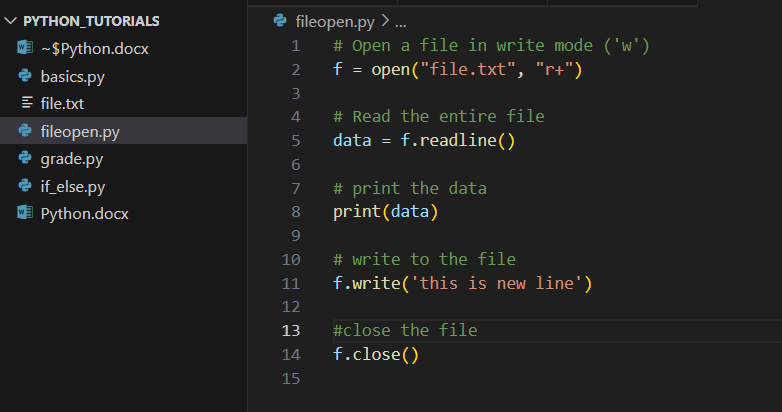 PYTHON_TUTORIALS
~$Python.docx
basics.py
file.txt
fileopen.py
grade.py
if_else.py
Python.docx
fileopen.py > ...
1 # Open a file in write mode ('w')
2 f = open("file.txt", "r+")
3
4 # Read the entire file
5 data = f.readline()
6
7 # print the data
8 print(data)
9
10 # write to the file
11 f.write('this is new line')
12
13 #close the file
14 f.close()
15